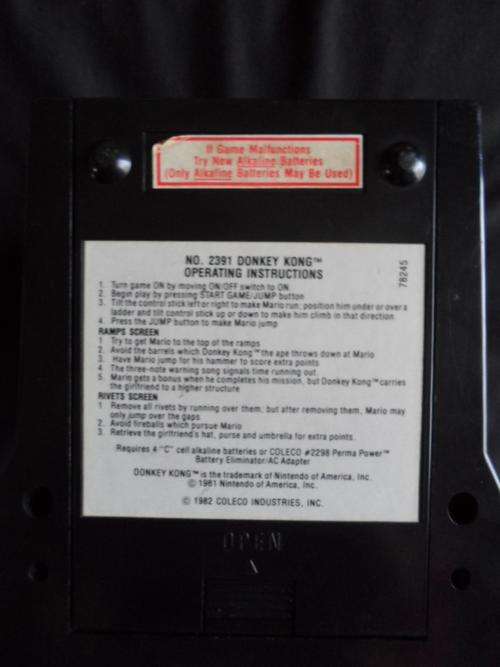 If Game Malfunctions
Try New Alkaline Batteries
(Only Alkaline Batteries May Be Used)
NO. 2391 DONKEY KONG™
OPERATING INSTRUCTIONS
78245
1. Turn game ON by moving ON/OFF switch to ON
2. Begin play by pressing START GAME/JUMP button
3. Tilt the control stick left or right to make Mario run; position him under or over a
ladder and tilt control stick up or down to make him climb in that direction
4. Press the JUMP button to make Mario jump
RAMPS SCREEN
1 Try to get Mario to the top of the ramps
2. Avoid the barrels which Donkey Kong™ the ape throws down at Mario
3. Have Mario jump for his hammer to score extra points
4. The three-note warning song signals time running out
5. Mario gets a bonus when he completes his mission, but Donkey Kong™ carries
the girlfriend to a higher structure
RIVETS SCREEN
1 Remove all rivets by running over them, but after removing them, Mario may
only jump over the gaps
2. Avoid fireballs which pursue Mario
3. Retrieve the girlfriend's hat, purse and umbrella for extra points.
Requires 4 "C" cell alkaline batteries or COLECO #2298 Perma Power™
Battery Eliminator/AC Adapter
DONKEY KONG™ is the trademark of Nintendo of America, Inc.
© 1981 Nintendo of America, Inc.
© 1982 COLECO INDUSTRIES, INC.
OPEN